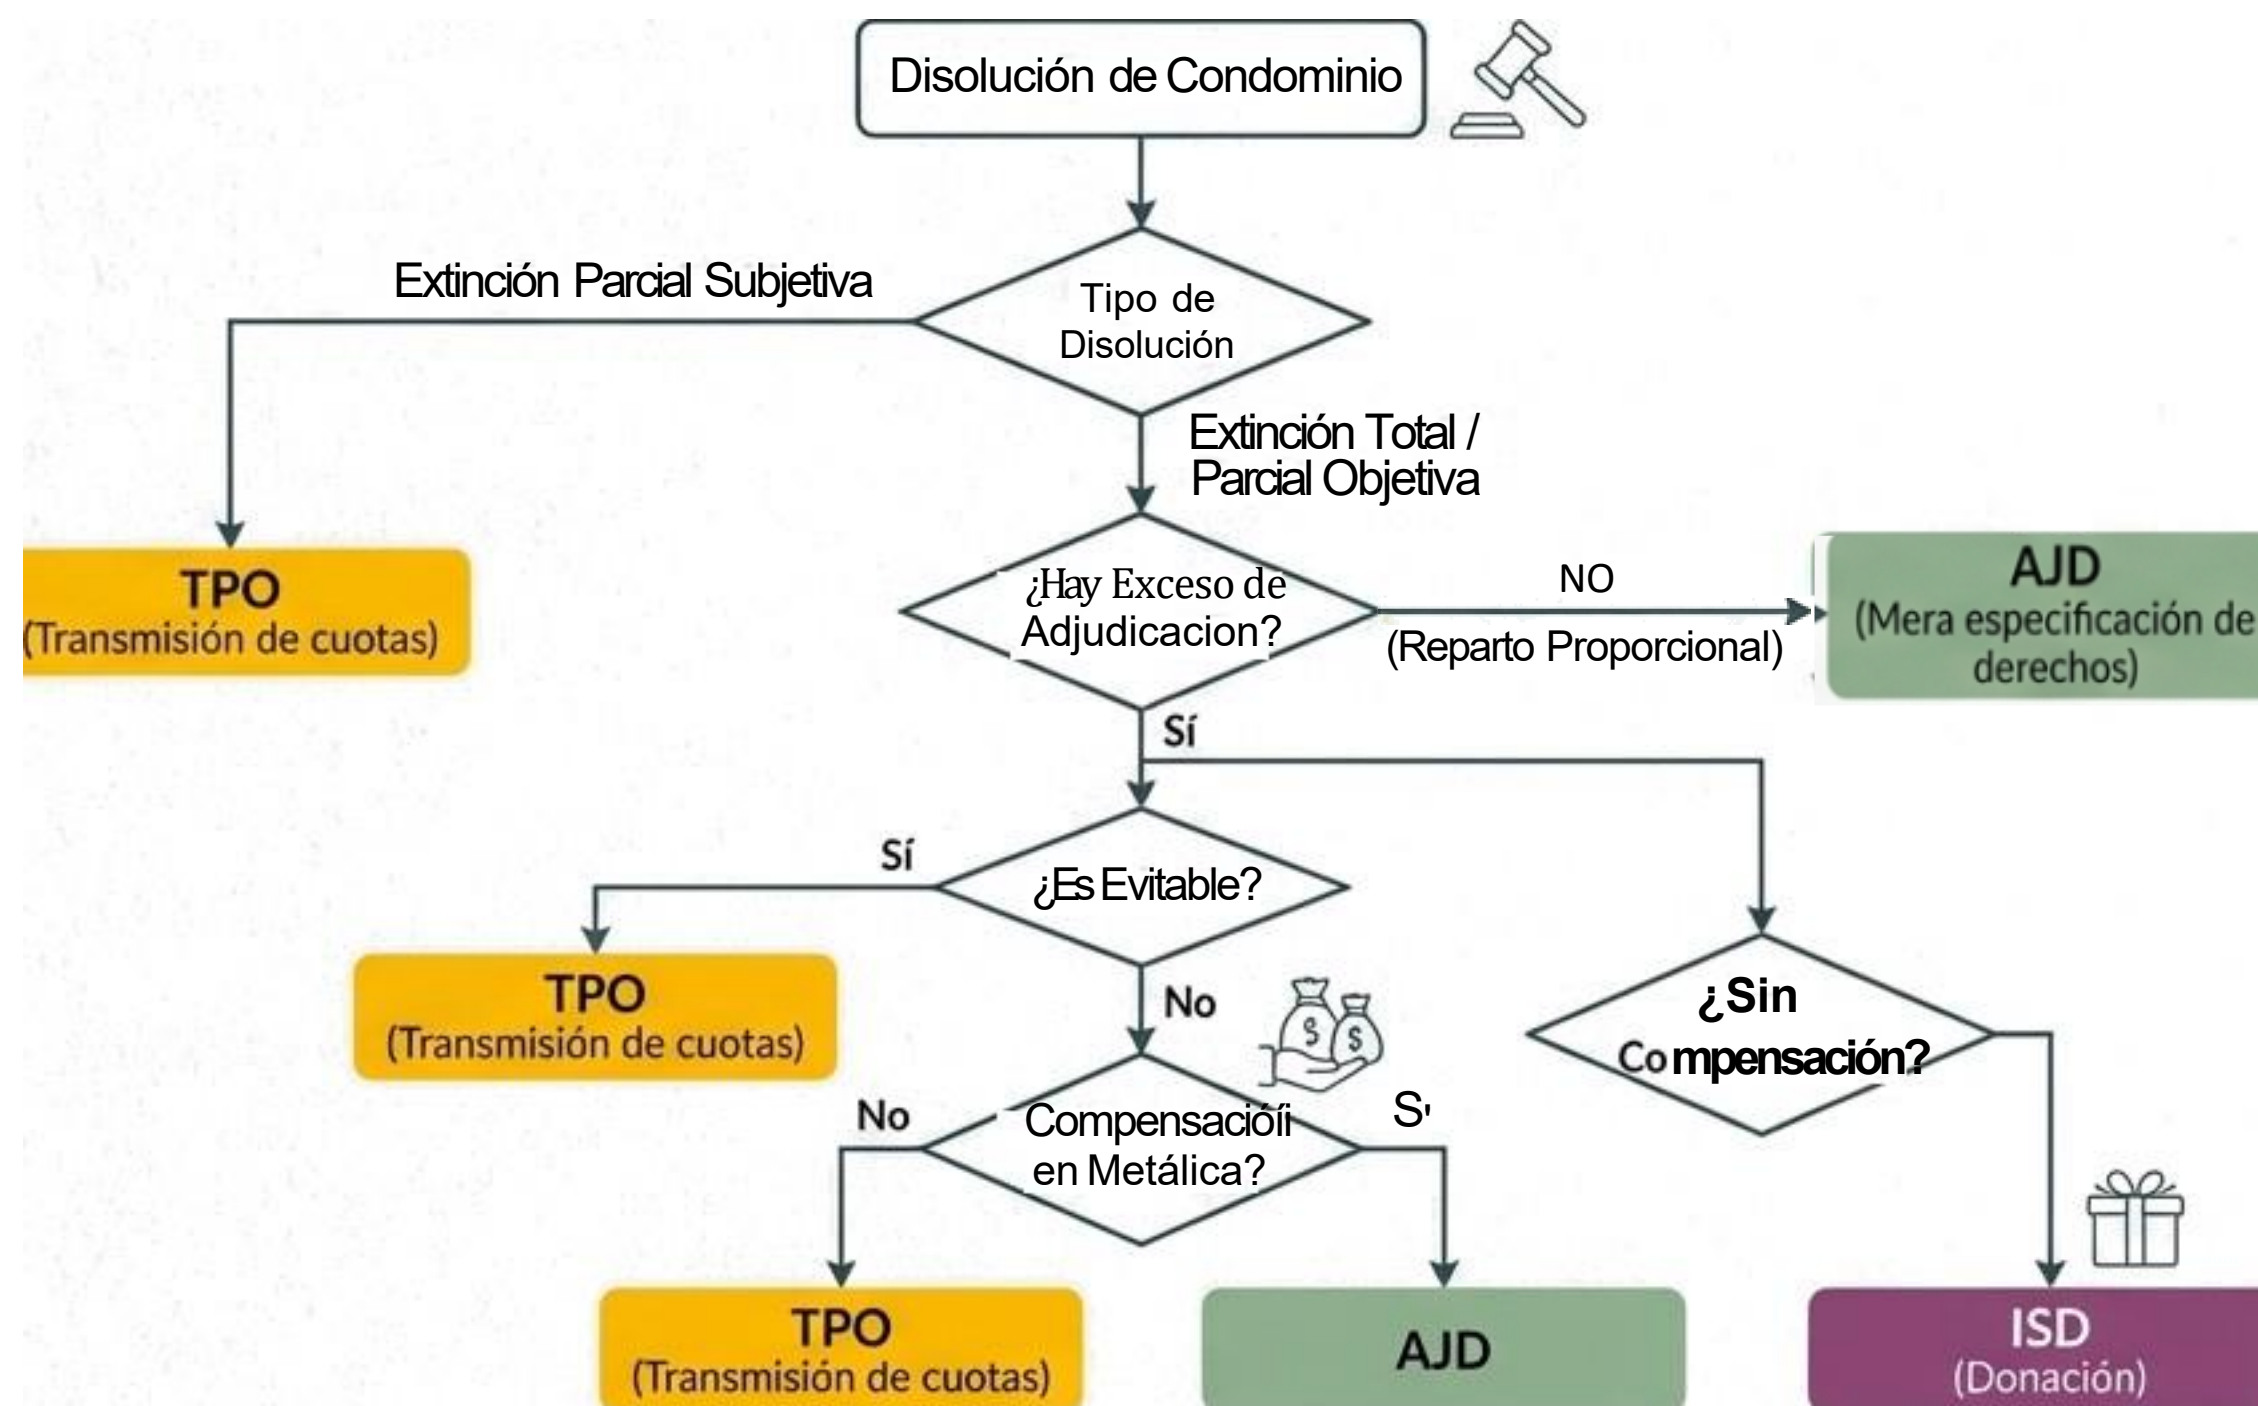 Disolución de Condominio
Extinción Parcial Subjetiva
Tipo de
Disolución
Extinción Total /
Parcial Objetiva
TPO
(Transmisión de cuotas)
¿Hay Exceso de
Adjudicacion?
NO
(Reparto Proporcional)
AJD
(Mera especificación de
derechos)
Sí
Sí
¿Es Evitable?
TPO
(Transmisión de cuotas)
No
$ $
¿Sin
Compensación?
No
Compensacióíi
en Metálica?
S'
TPO
(Transmisión de cuotas)
AJD
ISD
(Donación)